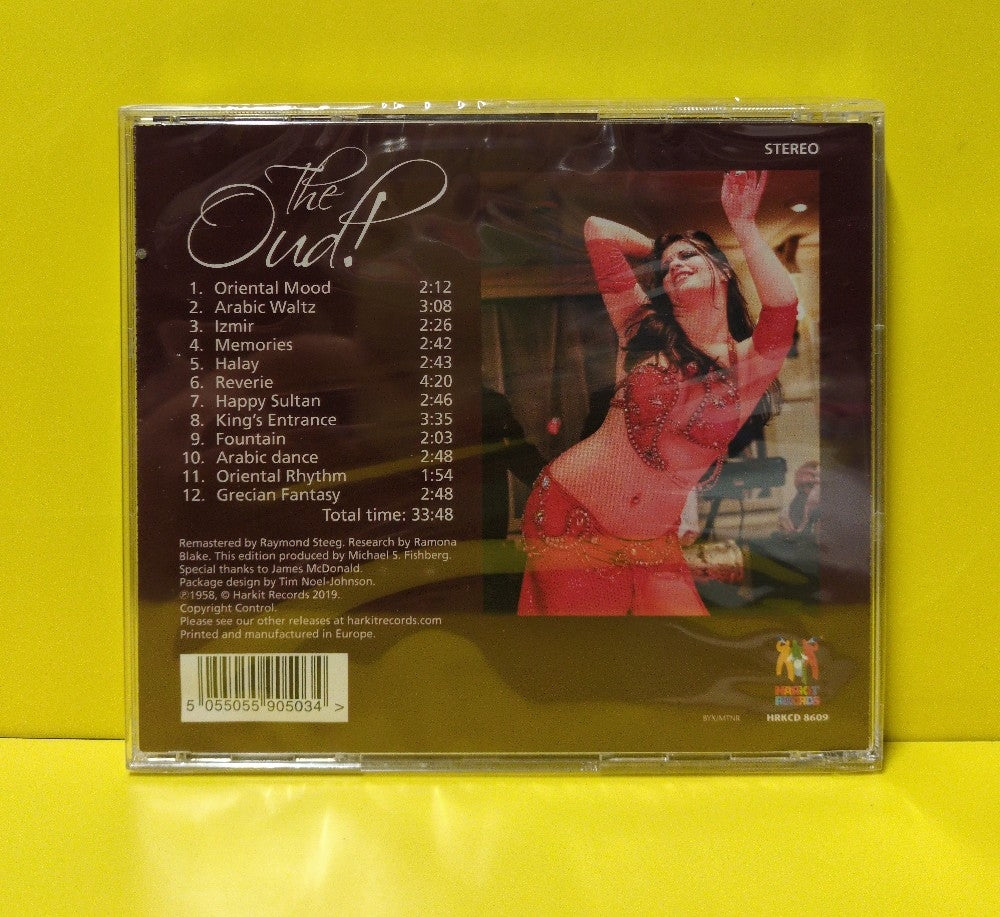 STEREO
The
Oud!
1. Oriental Mood 2:12
2. Arabic Waltz 3:08
3. Izmir 2:26
4. Memories 2:42
5. Halay 2:43
6. Reverie 4:20
7. Happy Sultan 2:46
8. King's Entrance 3:35
9. Fountain 2:03
10. Arabic dance 2:48
11. Oriental Rhythm 1:54
12. Grecian Fantasy 2:48
Total time: 33:48
Remastered by Raymond Steeg. Research by Ramona
Blake. This edition produced by Michael S. Fishberg.
Special thanks to James McDonald.
Package design by Tim Noel-Johnson.
℗1958, © Harkit Records 2019.
Copyright Control.
Please see our other releases at harkitrecords.com
Printed and manufactured in Europe.
5 055055 905034 >
HARKIT
RECORDS
BYX/MTNR
HRKCD 8609